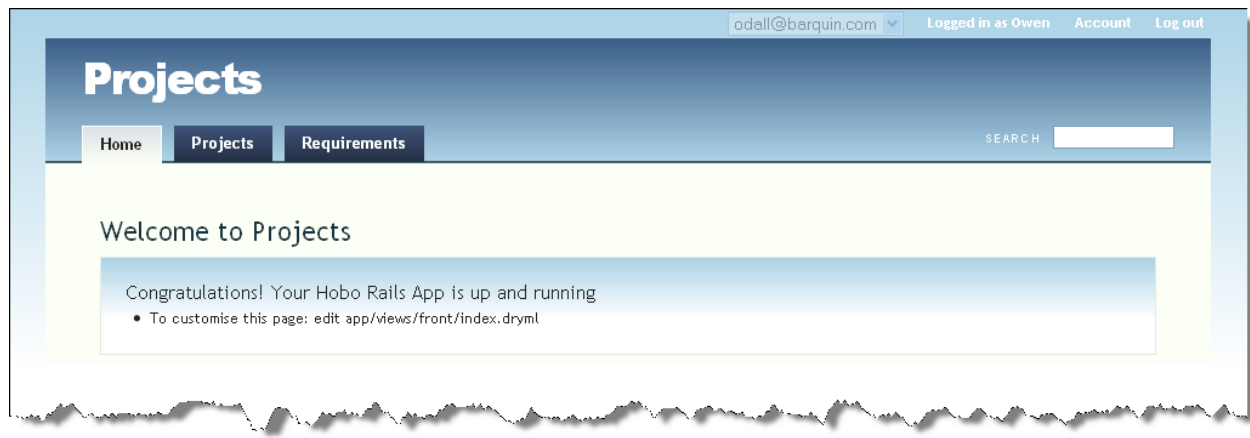 odall@barquin.com Logged in as Owen Account Log out
Projects
Home Projects Requirements SEARCH
Welcome to Projects
Congratulations! Your Hobo Rails App is up and running
• To customise this page: edit app/views/front/index.dryml